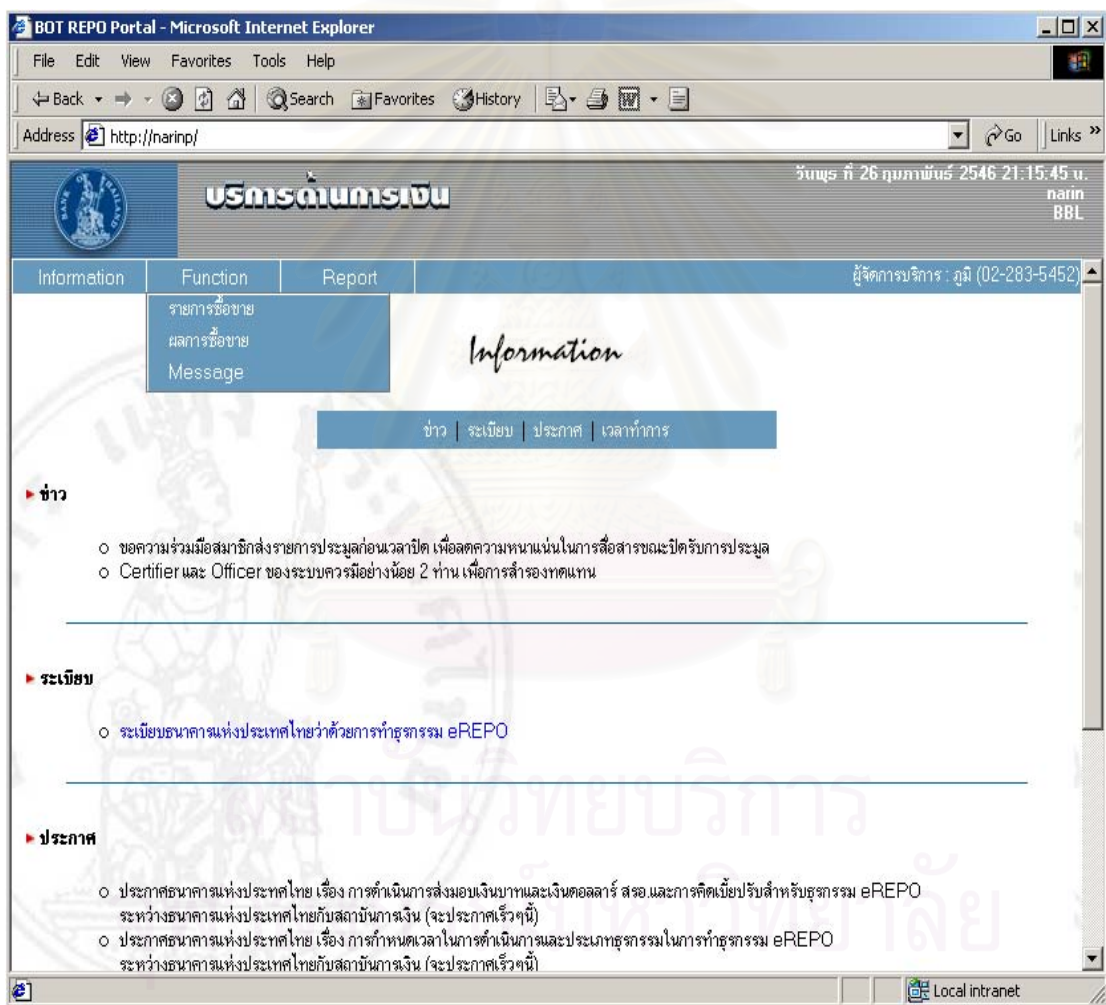 BOT REPO Portal - Microsoft Internet Explorer
File Edit View Favorites Tools Help
Back Search Favorites History
Address http://narinp/ Go Links »
BANK OF THAILAND
บริการด้านการเงิน
วันพุธ ที่ 26 กุมภาพันธ์ 2546 21:15:45 น.
narin
BBL
Information Function Report ผู้จัดการบริการ : ภูมิ (02-283-5452)
รายการซื้อขาย
ผลการซื้อขาย
Message
Information
ข่าว | ระเบียบ | ประกาศ | เวลาทำการ
ข่าว
ขอความร่วมมือสมาชิกส่งรายการประมูลก่อนเวลาปิด เพื่อลดความหนาแน่นในการสื่อสารขณะปิดรับการประมูล
Certifier และ Officer ของระบบควรมีอย่างน้อย 2 ท่าน เพื่อการสำรองทดแทน
ระเบียบ
ระเบียบธนาคารแห่งประเทศไทยว่าด้วยการทำธุรกรรม eREPO
ประกาศ
ประกาศธนาคารแห่งประทศไทย เรื่อง การดำเนินการส่งมอบเงินบาทและเงินดอลลาร์ สรอ.และการคิดเบี้ยปรับสำหรับธุรกรรม eREPO
ระหว่างธนาคารแห่งประเทศไทยกับสถาบันการเงิน (จะประกาศเร็วๆนี้)
ประกาศธนาคารแห่งประเทศไทย เรื่อง การกำหนดเวลาในการดำเนินการและประเภทธุรกรรมในการทำธุรกรรม eREPO
ระหว่างธนาคารแห่งประเทศไทยกับสถาบันการเงิน (จะประกาศเร็วๆนี้)
สถาบันวิทยบริการ
Local intranet